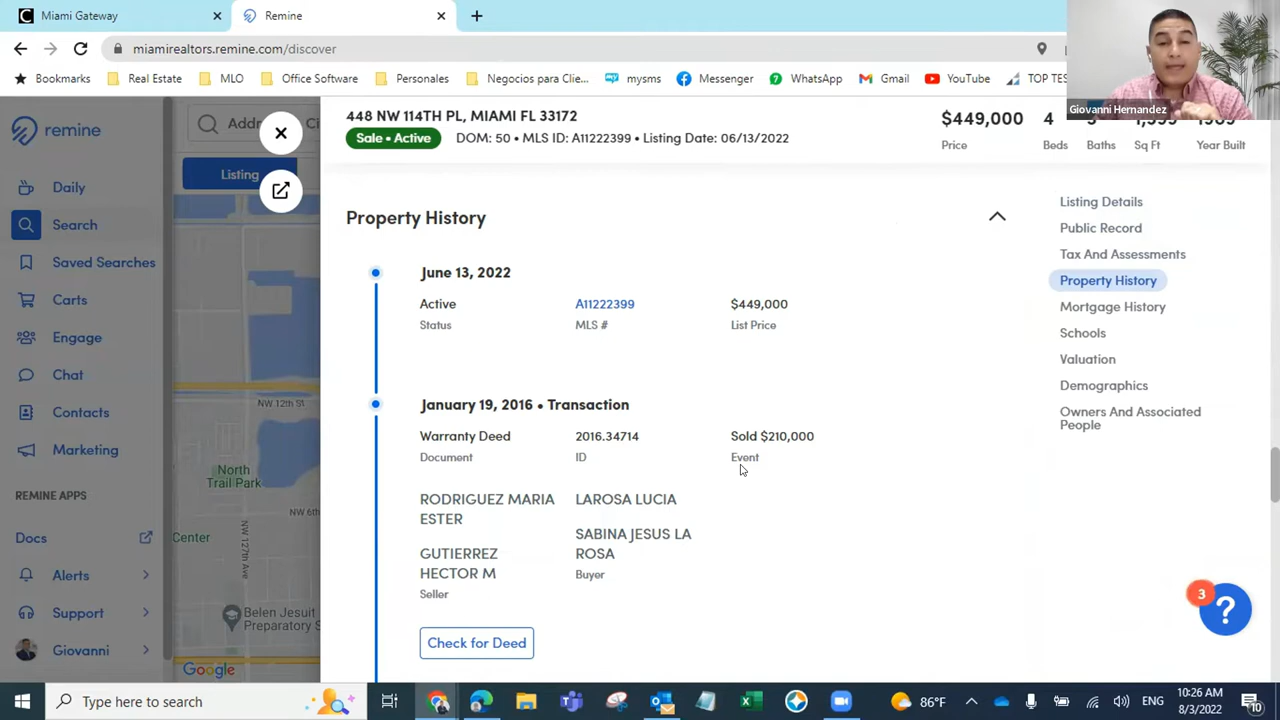 Miami Gateway
Remine
miamirealtors.remine.com/discover
Bookmarks
Real Estate
MLO
Office Software
Personales
Negocios para Clie...
mysms
Messenger
WhatsApp
Gmail
YouTube
TOP TES
Giovanni Hernandez
remine
Daily
Search
Saved Searches
Carts
Engage
Chat
Contacts
Marketing
REMINE APPS
Docs
Alerts
Support
Giovanni
Listing
NW 12th St
North
Trail Park
NW 6th
NW 127th Ave
Center
Belen Jesuit
Preparatory S
Google
448 NW 114TH PL, MIAMI FL 33172
Sale • Active
DOM: 50 • MLS ID: A11222399 • Listing Date: 06/13/2022
$449,000
Price
4
Beds
Baths
Sq Ft
Year Built
Property History
June 13, 2022
Active
A11222399
$449,000
Status
MLS #
List Price
January 19, 2016 • Transaction
Warranty Deed
2016.34714
Sold $210,000
Document
ID
Event
RODRIGUEZ MARIA
ESTER
GUTIERREZ
HECTOR M
Seller
LAROSA LUCIA
SABINA JESUS LA
ROSA
Buyer
Check for Deed
Listing Details
Public Record
Tax And Assessments
Property History
Mortgage History
Schools
Valuation
Demographics
Owners And Associated
People
3
?
Type here to search
86°F
ENG
10:26 AM
8/3/2022
10